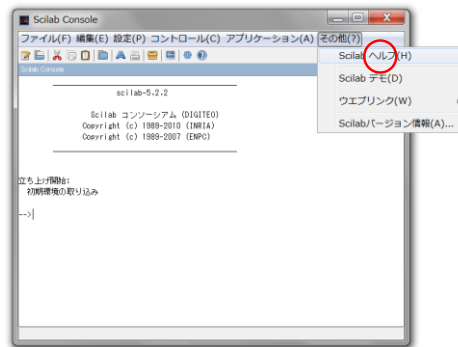 Scilab Console
ファイル(F) 編集(E) 設定(P) コントロール(C) アプリケーション(A) その他(?)
Scilab ヘルプ(H)
Scilab デモ(D)
ウエブリンク(W)
Scilabバージョン情報(A)...
Scilab Console
scilab-5.2.2
Scilab コンソーシアム (DIGITEO)
Copyright (c) 1989-2010 (INRIA)
Copyright (c) 1989-2007 (ENPC)
立ち上げ開始:
初期環境の取り込み
-->